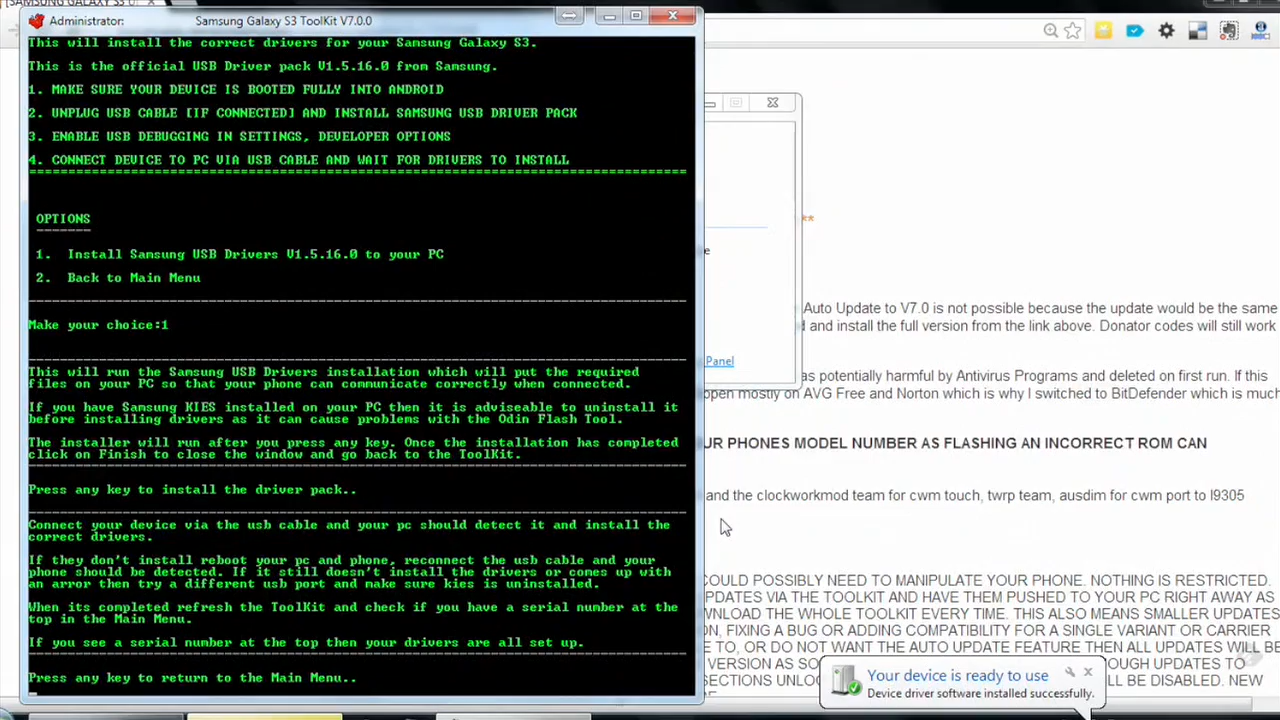 [SAMSUNG GALAXY S3 U
Administrator: Samsung Galaxy S3 ToolKit V7.0.0
This will install the correct drivers for your Samsung Galaxy S3.
This is the official USB Driver pack V1.5.16.0 from Samsung.
1. MAKE SURE YOUR DEVICE IS BOOTED FULLY INTO ANDROID
2. UNPLUG USB CABLE [IF CONNECTED] AND INSTALL SAMSUNG USB DRIVER PACK
3. ENABLE USB DEBUGGING IN SETTINGS, DEVELOPER OPTIONS
4. CONNECT DEVICE TO PC VIA USB CABLE AND WAIT FOR DRIVERS TO INSTALL
OPTIONS
1. Install Samsung USB Drivers V1.5.16.0 to your PC
2. Back to Main Menu
Make your choice:1
This will run the Samsung USB Drivers installation which will put the required
files on your PC so that your phone can communicate correctly when connected.
If you have Samsung KIES installed on your PC then it is adviseable to uninstall it
before installing drivers as it can cause problems with the Odin Flash Tool.
The installer will run after you press any key. Once the installation has completed
click on Finish to close the window and go back to the ToolKit.
Press any key to install the driver pack..
Connect your device via the usb cable and your pc should detect it and install the
correct drivers.
If they don't install reboot your pc and phone, reconnect the usb cable and your
phone should be detected. If it still doesn't install the drivers or comes up with
an arror then try a different usb port and make sure kies is uninstalled.
When its completed refresh the ToolKit and check if you have a serial number at the
top in the Main Menu.
If you see a serial number at the top then your drivers are all set up.
Press any key to return to the Main Menu..
**
e
Auto Update to V7.0 is not possible because the update would be the same
d and install the full version from the link above. Donator codes will still work
Panel
as potentially harmful by Antivirus Programs and deleted on first run. If this
open mostly on AVG Free and Norton which is why I switched to BitDefender which is much
UR PHONES MODEL NUMBER AS FLASHING AN INCORRECT ROM CAN
and the clockworkmod team for cwm touch, twrp team, ausdim for cwm port to I9305
COULD POSSIBLY NEED TO MANIPULATE YOUR PHONE. NOTHING IS RESTRICTED.
PDATES VIA THE TOOLKIT AND HAVE THEM PUSHED TO YOUR PC RIGHT AWAY AS
WNLOAD THE WHOLE TOOLKIT EVERY TIME. THIS ALSO MEANS SMALLER UPDATES
ON, FIXING A BUG OR ADDING COMPATIBILITY FOR A SINGLE VARIANT OR CARRIER
E TO, OR DO NOT WANT THE AUTO UPDATE FEATURE THEN ALL UPDATES WILL BE
VERSION AS SO
OUGH UPDATES TO
SECTIONS UNLOC
LL BE DISABLED. NEW
Your device is ready to use
Device driver software installed successfully.